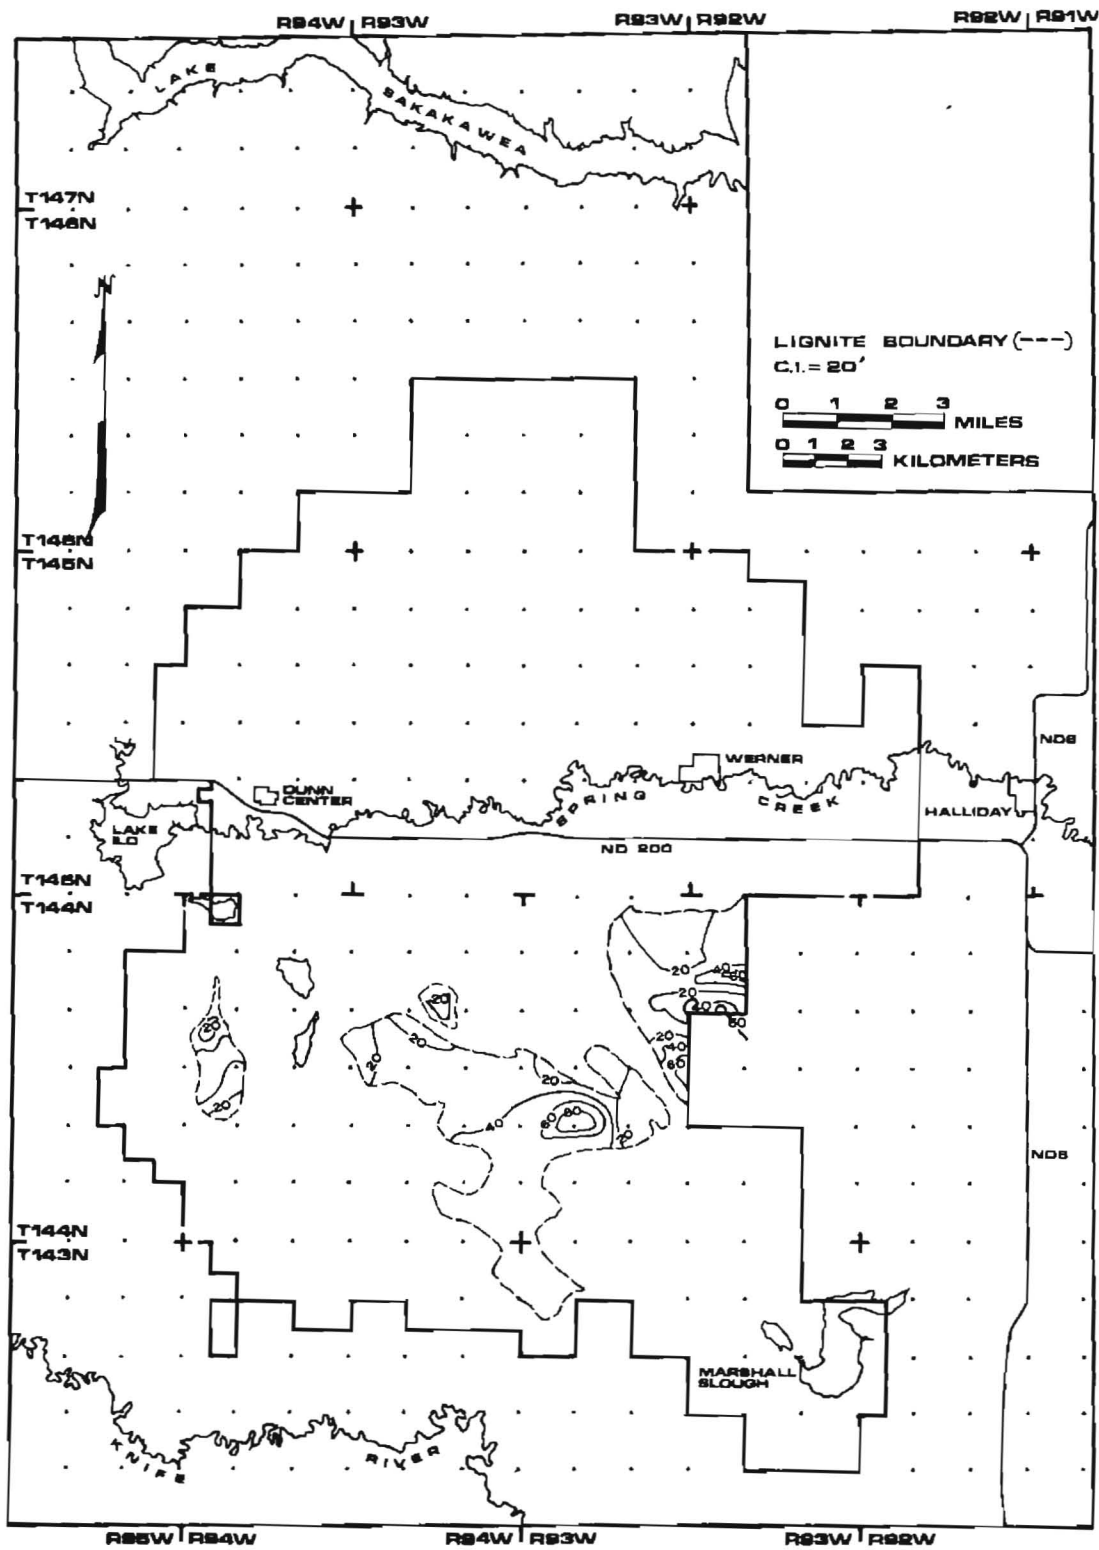 R94W R93W
R93W R92W
R92W R91W
LAKE
SAKAKAWEA
T147N
T146N
N
LIGNITE BOUNDARY (---)
C.I. = 20'
0 1 2 3
MILES
0 1 2 3
KILOMETERS
T146N
T145N
ND8
WERNER
DUNN
CENTER
SPRING CREEK
HALLIDAY
LAKE
ILO
ND 200
T145N
T144N
20
40
60
20
20
20
40
60
20
20
20
20
40
60
20
40
60
80
20
20
ND8
T144N
T143N
MARSHALL
SLOUGH
KNIFE RIVER
R95W R94W
R94W R93W
R93W R92W